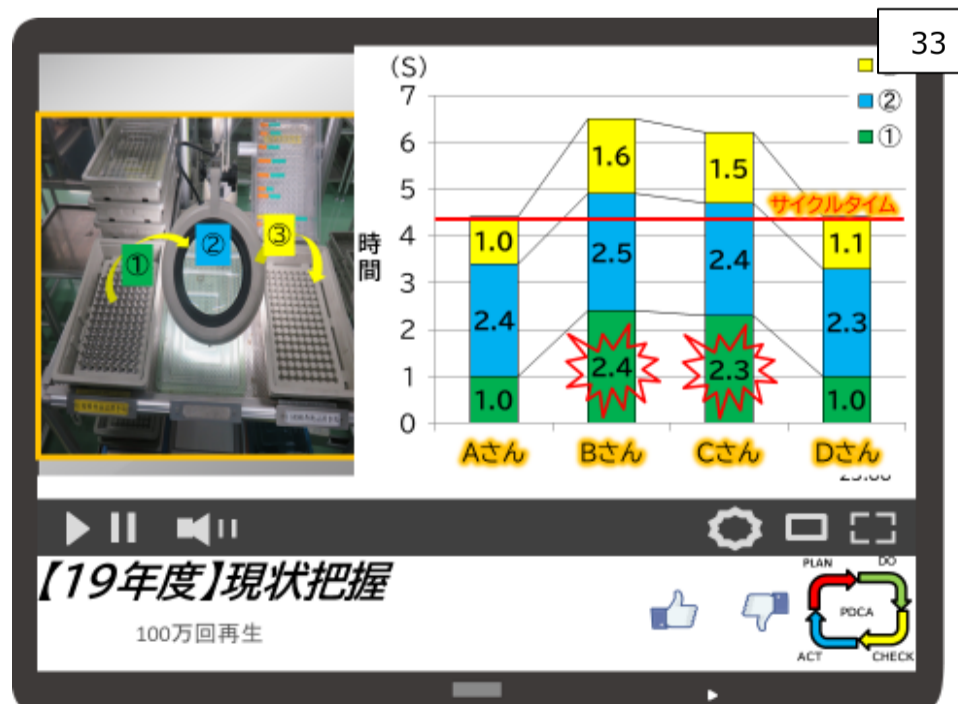 33
(S)
7
6
5
4
3
2
1
0
時間
②
①
サイクルタイム
1.0
2.4
1.0
1.6
2.5
2.4
1.5
2.4
2.3
1.1
2.3
1.0
Aさん
Bさん
Cさん
Dさん
①
②
③
【19年度】現状把握
100万回再生
PLAN
DO
PDCA
ACT
CHECK